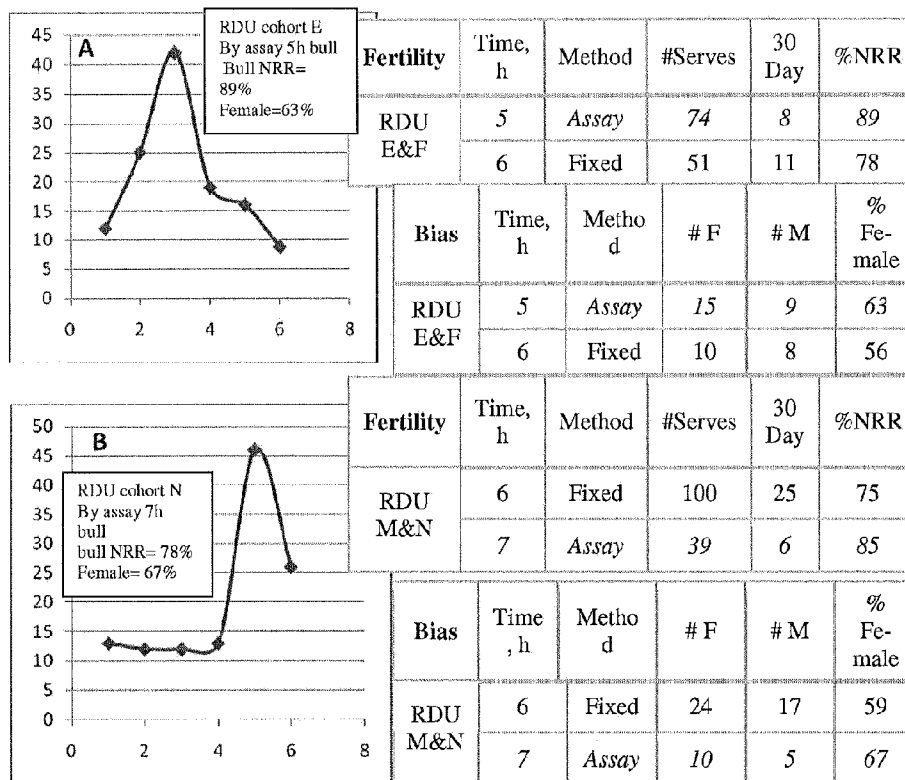 A
RDU cohort E
By assay 5h bull
Bull NRR=
89%
Female=63%
45
40
35
30
25
20
15
10
5
0
0 2 4 6 8
Fertility Time, h Method #Serves 30 Day %NRR
RDU E&F 5 Assay 74 8 89
6 Fixed 51 11 78
Bias Time, h Metho d # F # M % Fe- male
RDU E&F 5 Assay 15 9 63
6 Fixed 10 8 56
B
RDU cohort N
By assay 7h
bull
bull NRR= 78%
Female= 67%
50
45
40
35
30
25
20
15
10
5
0
0 2 4 6 8
Fertility Time, h Method #Serves 30 Day %NRR
RDU M&N 6 Fixed 100 25 75
7 Assay 39 6 85
Bias Time , h Metho d # F # M % Fe- male
RDU M&N 6 Fixed 24 17 59
7 Assay 10 5 67